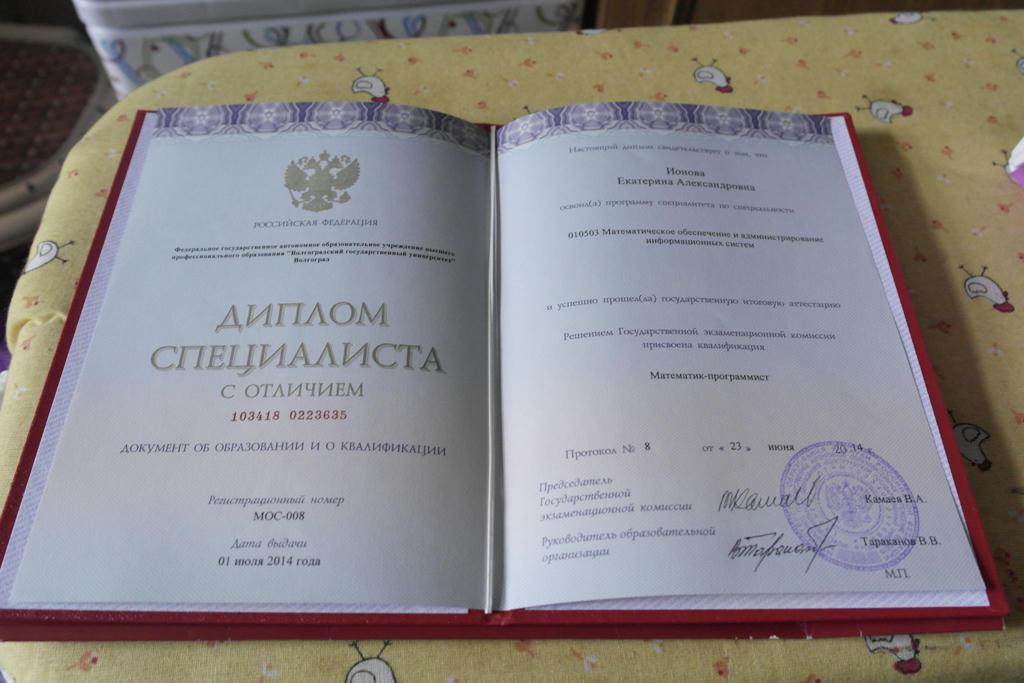 РОССИЙСКАЯ ФЕДЕРАЦИЯ
Федеральное государственное автономное образовательное учреждение высшего
профессионального образования "Волгоградский государственный университет"
Волгоград
ДИПЛОМ
СПЕЦИАЛИСТА
С ОТЛИЧИЕМ
103418 0223635
ДОКУМЕНТ ОБ ОБРАЗОВАНИИ И О КВАЛИФИКАЦИИ
Регистрационный номер
МОС-008
Дата выдачи
01 июля 2014 года
Настоящий диплом свидетельствует о том, что
Ионова
Екатерина Александровна
освоил(а) программу специалитета по специальности
010503 Математическое обеспечение и администрирование
информационных систем
и успешно прошел(ла) государственную итоговую аттестацию
Решением Государственной экзаменационной комиссии
присвоена квалификация
Математик-программист
Протокол № 8 от « 23 » июня 2014 г.
Председатель
Государственной
экзаменационной комиссии
Камаев В.А.
Руководитель образовательной
организации
Тараканов В.В.
М.П.